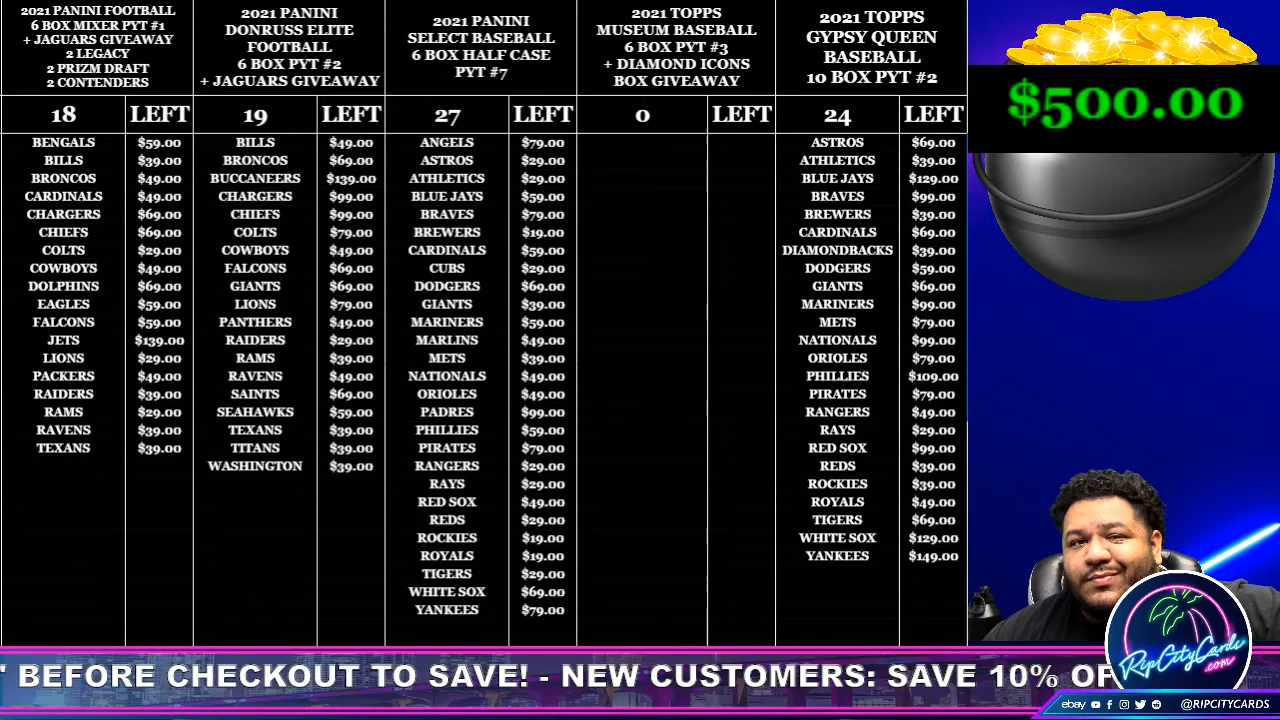 2021 PANINI FOOTBALL
6 BOX MIXER PYT #1
+ JAGUARS GIVEAWAY
2 LEGACY
2 PRIZM DRAFT
2 CONTENDERS
18 LEFT
BENGALS $59.00
BILLS $39.00
BRONCOS $49.00
CARDINALS $49.00
CHARGERS $69.00
CHIEFS $69.00
COLTS $29.00
COWBOYS $49.00
DOLPHINS $69.00
EAGLES $59.00
FALCONS $59.00
JETS $139.00
LIONS $29.00
PACKERS $49.00
RAIDERS $39.00
RAMS $29.00
RAVENS $39.00
TEXANS $39.00
2021 PANINI
DONRUSS ELITE
FOOTBALL
6 BOX PYT #2
+ JAGUARS GIVEAWAY
19 LEFT
BILLS $49.00
BRONCOS $69.00
BUCCANEERS $139.00
CHARGERS $99.00
CHIEFS $99.00
COLTS $79.00
COWBOYS $49.00
FALCONS $69.00
GIANTS $69.00
LIONS $79.00
PANTHERS $49.00
RAIDERS $29.00
RAMS $39.00
RAVENS $49.00
SAINTS $69.00
SEAHAWKS $59.00
TEXANS $39.00
TITANS $39.00
WASHINGTON $39.00
2021 PANINI
SELECT BASEBALL
6 BOX HALF CASE
PYT #7
27 LEFT
ANGELS $79.00
ASTROS $29.00
ATHLETICS $29.00
BLUE JAYS $59.00
BRAVES $79.00
BREWERS $19.00
CARDINALS $59.00
CUBS $29.00
DODGERS $69.00
GIANTS $39.00
MARINERS $59.00
MARLINS $49.00
METS $39.00
NATIONALS $49.00
ORIOLES $49.00
PADRES $99.00
PHILLIES $59.00
PIRATES $79.00
RANGERS $29.00
RAYS $29.00
RED SOX $49.00
REDS $29.00
ROCKIES $19.00
ROYALS $19.00
TIGERS $29.00
WHITE SOX $69.00
YANKEES $79.00
2021 TOPPS
MUSEUM BASEBALL
6 BOX PYT #3
+ DIAMOND ICONS
BOX GIVEAWAY
0 LEFT
2021 TOPPS
GYPSY QUEEN
BASEBALL
10 BOX PYT #2
24 LEFT
ASTROS $69.00
ATHLETICS $39.00
BLUE JAYS $129.00
BRAVES $99.00
BREWERS $39.00
CARDINALS $69.00
DIAMONDBACKS $39.00
DODGERS $59.00
GIANTS $69.00
MARINERS $99.00
METS $79.00
NATIONALS $99.00
ORIOLES $79.00
PHILLIES $109.00
PIRATES $79.00
RANGERS $49.00
RAYS $29.00
RED SOX $99.00
REDS $39.00
ROCKIES $39.00
ROYALS $49.00
TIGERS $69.00
WHITE SOX $129.00
YANKEES $149.00
$500.00
BEFORE CHECKOUT TO SAVE! - NEW CUSTOMERS: SAVE 10% OF
RipCityCards
.com
ebay @RIPCITYCARDS